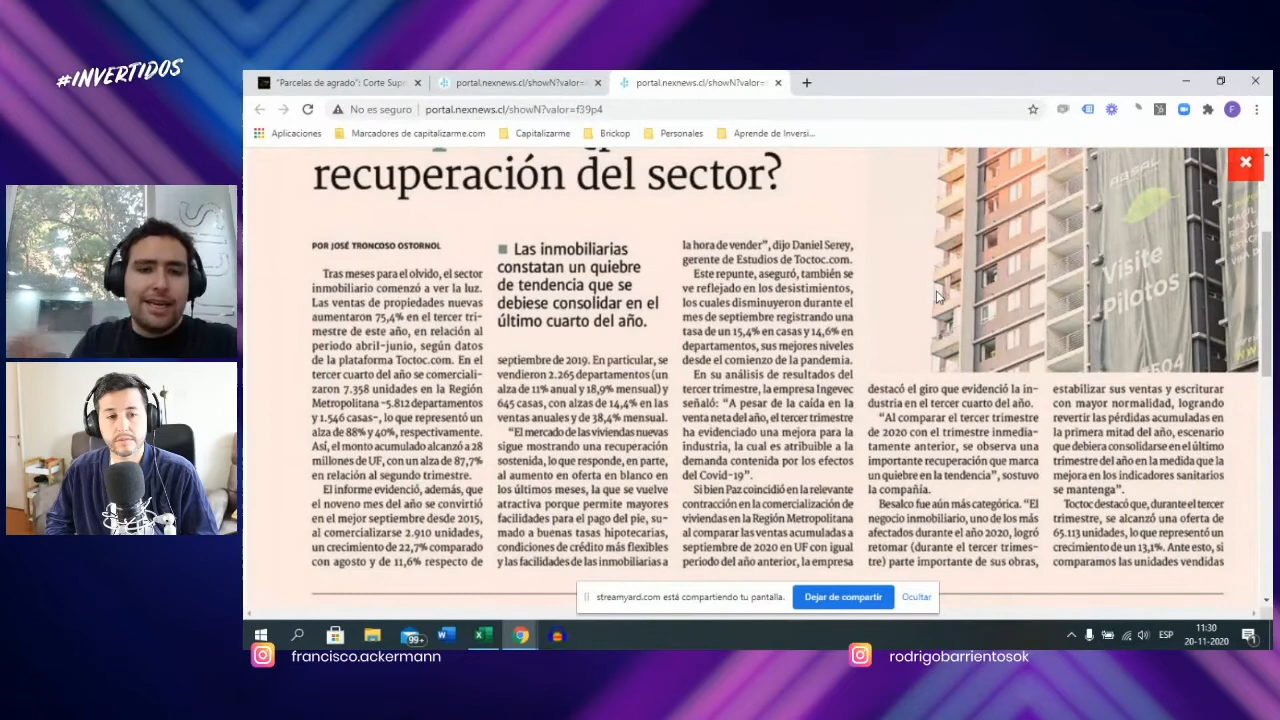 #INVERTIDOS
"Parcelas de agrado": Corte Supr
portal.nexnews.cl/showN?valor=
portal.nexnews.cl/showN?valor=
No es seguro
portal.nexnews.cl/showN?valor=f39p4
Aplicaciones
Marcadores de capitalizarme.com
Capitalizarme
Brickop
Personales
Aprende de Inversi...
recuperación del sector?
POR JOSÉ TRONCOSO OSTORNOL
Tras meses para el olvido, el sector
inmobiliario comenzó a ver la luz.
Las ventas de propiedades nuevas
aumentaron 75,4% en el tercer tri-
mestre de este año, en relación al
periodo abril-junio, según datos
de la plataforma Toctoc.com. En el
tercer cuarto del año se comerciali-
zaron 7.358 unidades en la Región
Metropolitana -5.812 departamentos
y 1.546 casas-, lo que representó un
alza de 88% y 40%, respectivamente.
Así, el monto acumulado alcanzó a 28
millones de UF, con un alza de 87,7%
en relación al segundo trimestre.
El informe evidenció, además, que
el noveno mes del año se convirtió
en el mejor septiembre desde 2015,
al comercializarse 2.910 unidades,
un crecimiento de 22,7% comparado
con agosto y de 11,6% respecto de
Las inmobiliarias
constatan un quiebre
de tendencia que se
debiese consolidar en el
último cuarto del año.
septiembre de 2019. En particular, se
vendieron 2.265 departamentos (un
alza de 11% anual y 18,9% mensual) y
645 casas, con alzas de 14,4% en las
ventas anuales y de 38,4% mensual.
"El mercado de las viviendas nuevas
sigue mostrando una recuperación
sostenida, lo que responde, en parte,
al aumento en oferta en blanco en
los últimos meses, la que se vuelve
atractiva porque permite mayores
facilidades para el pago del pie, su-
mado a buenas tasas hipotecarias,
condiciones de crédito más flexibles
y las facilidades de las inmobiliarias a
la hora de vender", dijo Daniel Serey,
gerente de Estudios de Toctoc.com.
Este repunte, aseguró, también se
ve reflejado en los desistimientos,
los cuales disminuyeron durante el
mes de septiembre registrando una
tasa de un 15,4% en casas y 14,6% en
departamentos, sus mejores niveles
desde el comienzo de la pandemia.
En su análisis de resultados del
tercer trimestre, la empresa Ingevec
señaló: "A pesar de la caída en la
venta neta del año, el tercer trimestre
ha evidenciado una mejora para la
industria, la cual es atribuible a la
demanda contenida por los efectos
del Covid-19".
Si bien Paz coincidió en la relevante
contracción en la comercialización de
viviendas en la Región Metropolitana
al comparar las ventas acumuladas a
septiembre de 2020 en UF con igual
periodo del año anterior, la empresa
PABAL
Visite
Pilotos
destacó el giro que evidenció la in-
dustria en el tercer cuarto del año.
"Al comparar el tercer trimestre
de 2020 con el trimestre inmedia-
tamente anterior, se observa una
importante recuperación que marca
un quiebre en la tendencia", sostuvo
la compañía.
Besalco fue aún más categórica. "El
negocio inmobiliario, uno de los más
afectados durante el año 2020, logró
retomar (durante el tercer trimes-
tre) parte importante de sus obras,
estabilizar sus ventas y escriturar
con mayor normalidad, logrando
revertir las pérdidas acumuladas en
la primera mitad del año, escenario
que debiera consolidarse en el último
trimestre del año en la medida que la
mejora en los indicadores sanitarios
se mantenga".
Toctoc destacó que, durante el tercer
trimestre, se alcanzó una oferta de
65.113 unidades, lo que representó un
crecimiento de un 13,1%. Ante esto, si
comparamos las unidades vendidas
streamyard.com está compartiendo tu pantalla.
Dejar de compartir
Ocultar
99+
ESP
11:30
20-11-2020
francisco.ackermann
rodrigobarrientosok